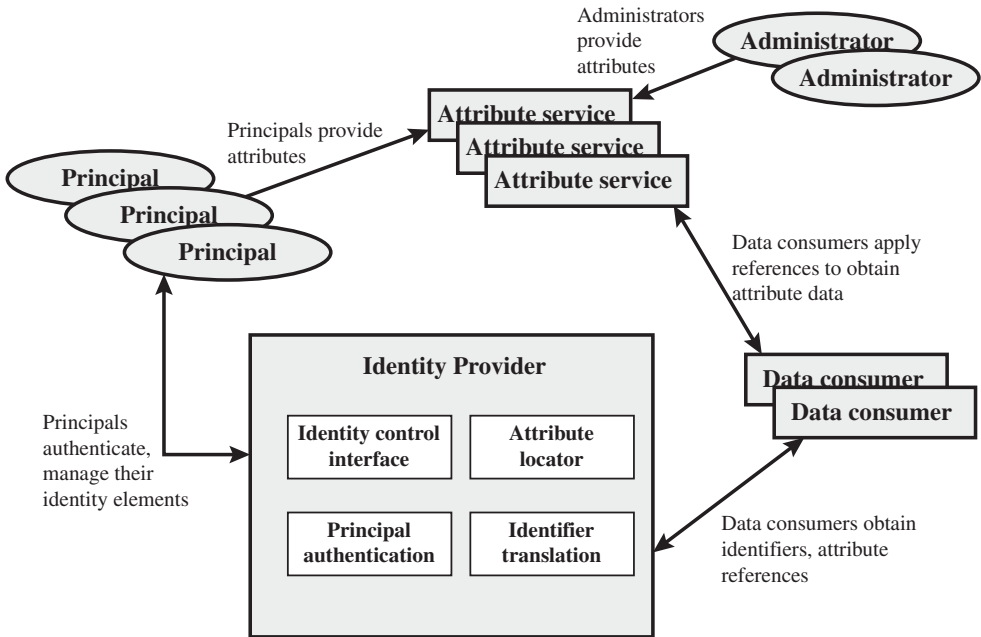 Administrators
provide
attributes
Administrator
Administrator
Attribute service
Attribute service
Attribute service
Principals provide
attributes
Principal
Principal
Principal
Data consumers apply
references to obtain
attribute data
Identity Provider
Data consumer
Data consumer
Identity control
interface
Attribute
locator
Principals
authenticate,
manage their
identity elements
Principal
authentication
Identifier
translation
Data consumers obtain
identifiers, attribute
references